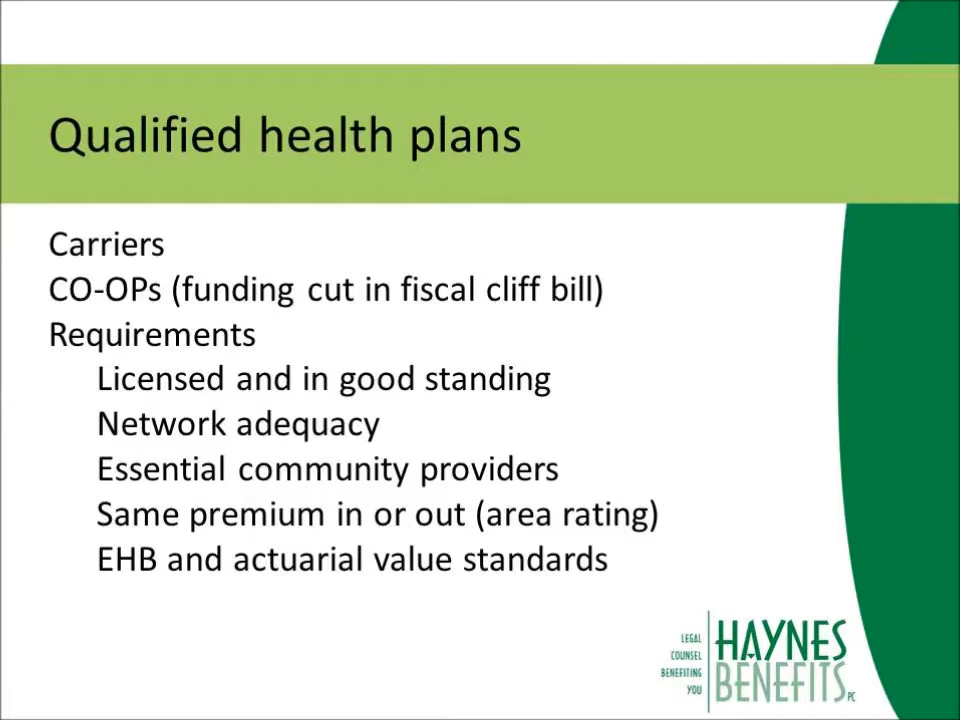 Qualified health plans
Carriers
CO-OPs (funding cut in fiscal cliff bill)
Requirements
Licensed and in good standing
Network adequacy
Essential community providers
Same premium in or out (area rating)
EHB and actuarial value standards
LEGAL
COUNSEL
BENEFITING
YOU
HAYNES
BENEFITS PC